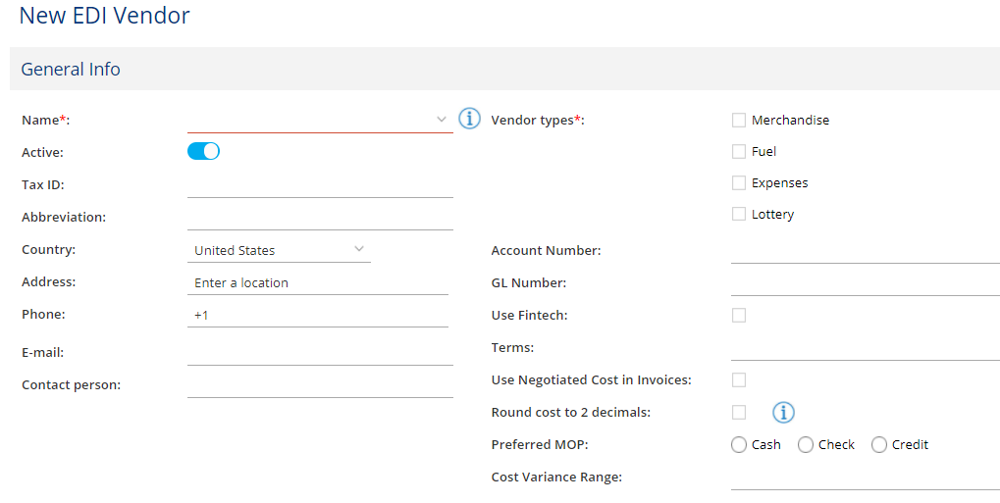 New EDI Vendor
General Info
Name*:
Active:
Tax ID:
Abbreviation:
Country: United States
Address: Enter a location
Phone: +1
E-mail:
Contact person:
Vendor types*: Merchandise
Fuel
Expenses
Lottery
Account Number:
GL Number:
Use Fintech:
Terms:
Use Negotiated Cost in Invoices:
Round cost to 2 decimals:
Preferred MOP: Cash Check Credit
Cost Variance Range: